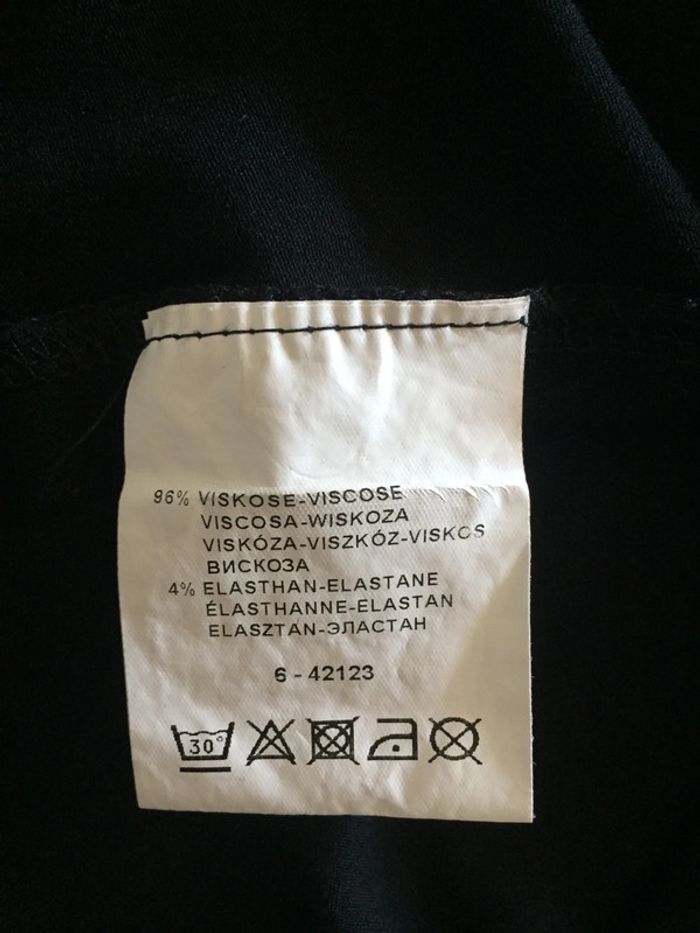 96% VISKOSE-VISCOSE
VISCOSA-WISKOZA
VISKÓZA-VISZKÓZ-VISKOS
ВИСКОЗА
4% ELASTHAN-ELASTANE
ÉLASTHANNE-ELASTAN
ELASZTAN-ЭЛАСТАН
6 - 42123
30°